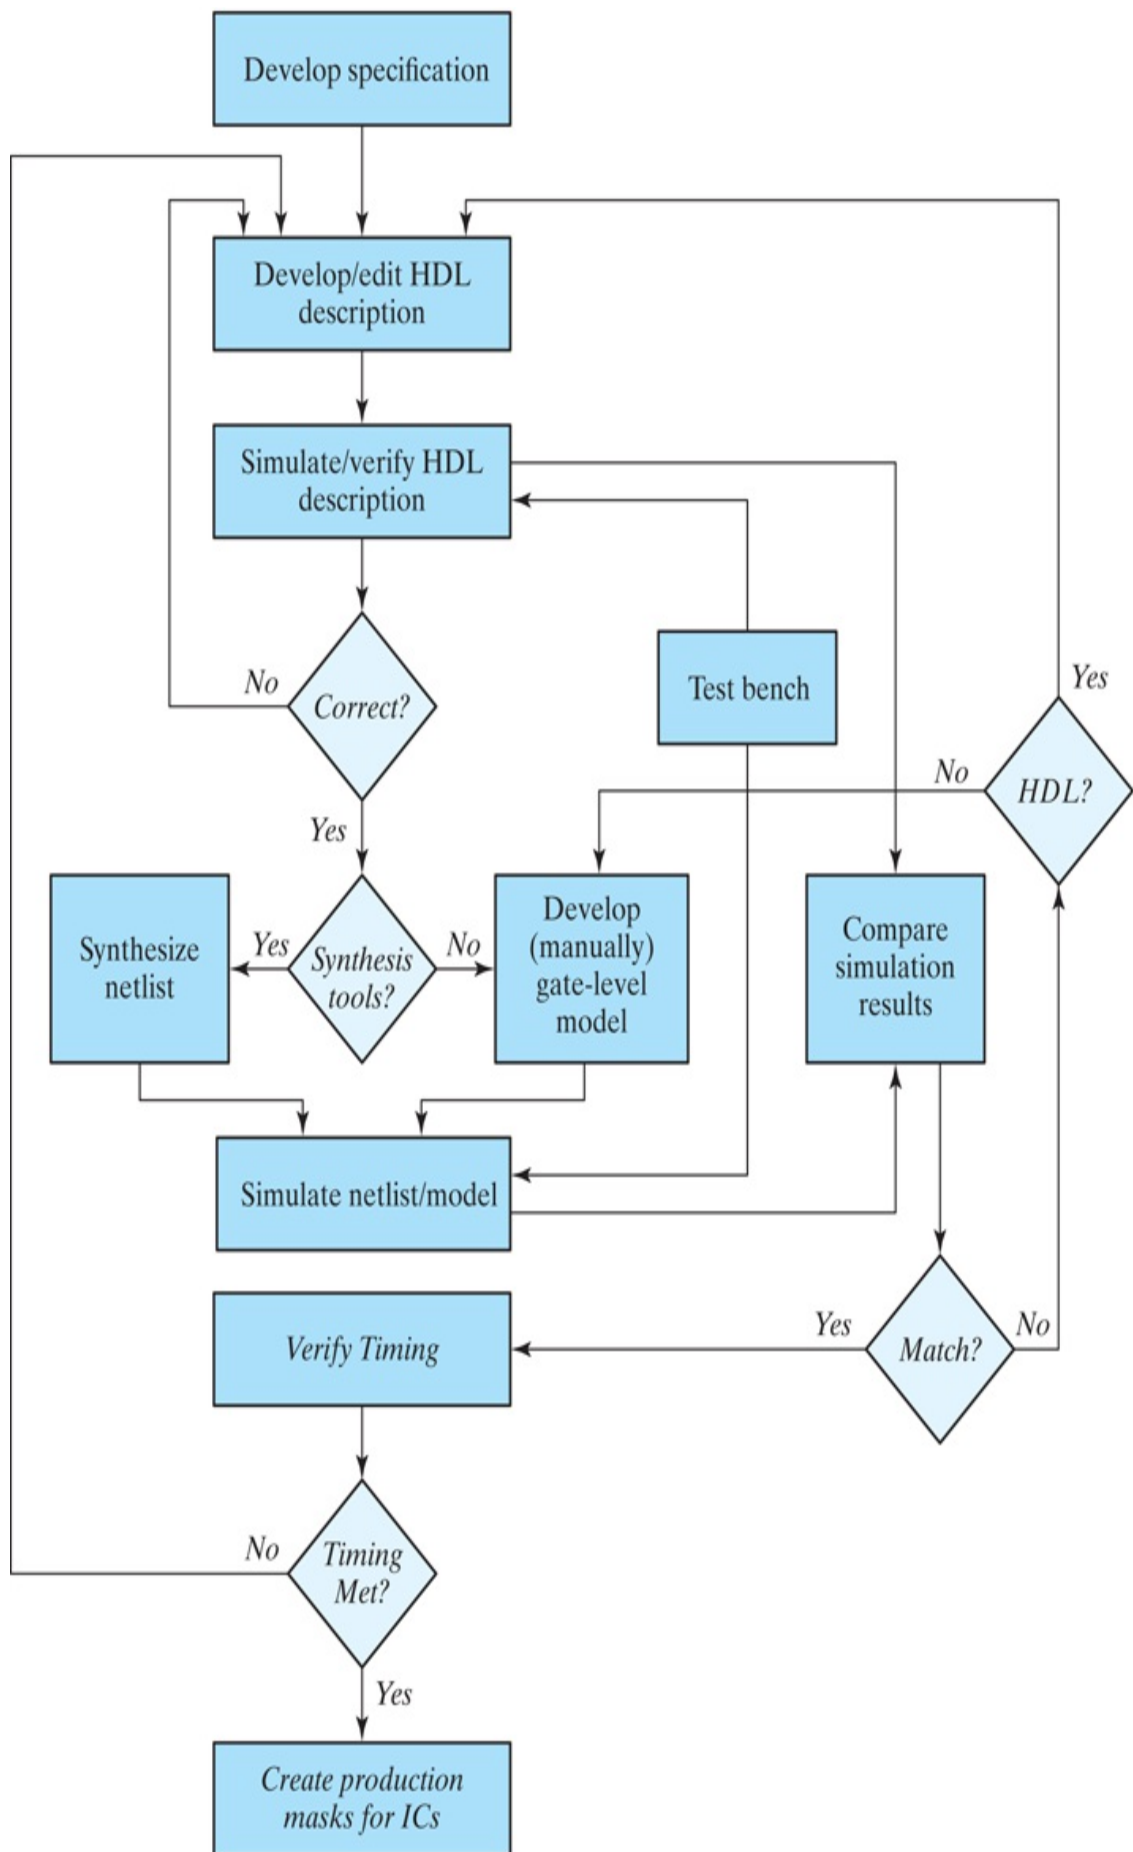 Develop specification
Develop/edit HDL
description
Simulate/verify HDL
description
No
Correct?
Test bench
Yes
No
HDL?
Yes
Synthesize
netlist
Yes
Synthesis
tools?
No
Develop
(manually)
gate-level
model
Compare
simulation
results
Simulate netlist/model
Verify Timing
Yes
Match?
No
No
Timing
Met?
Yes
Create production
masks for ICs